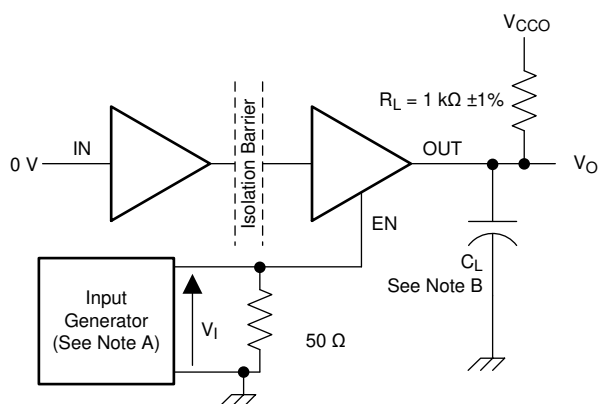 V_CCO
R_L = 1 kΩ ±1%
0 V
IN
Isolation Barrier
OUT
V_O
EN
C_L
See Note B
Input
Generator
(See Note A)
V_I
50 Ω